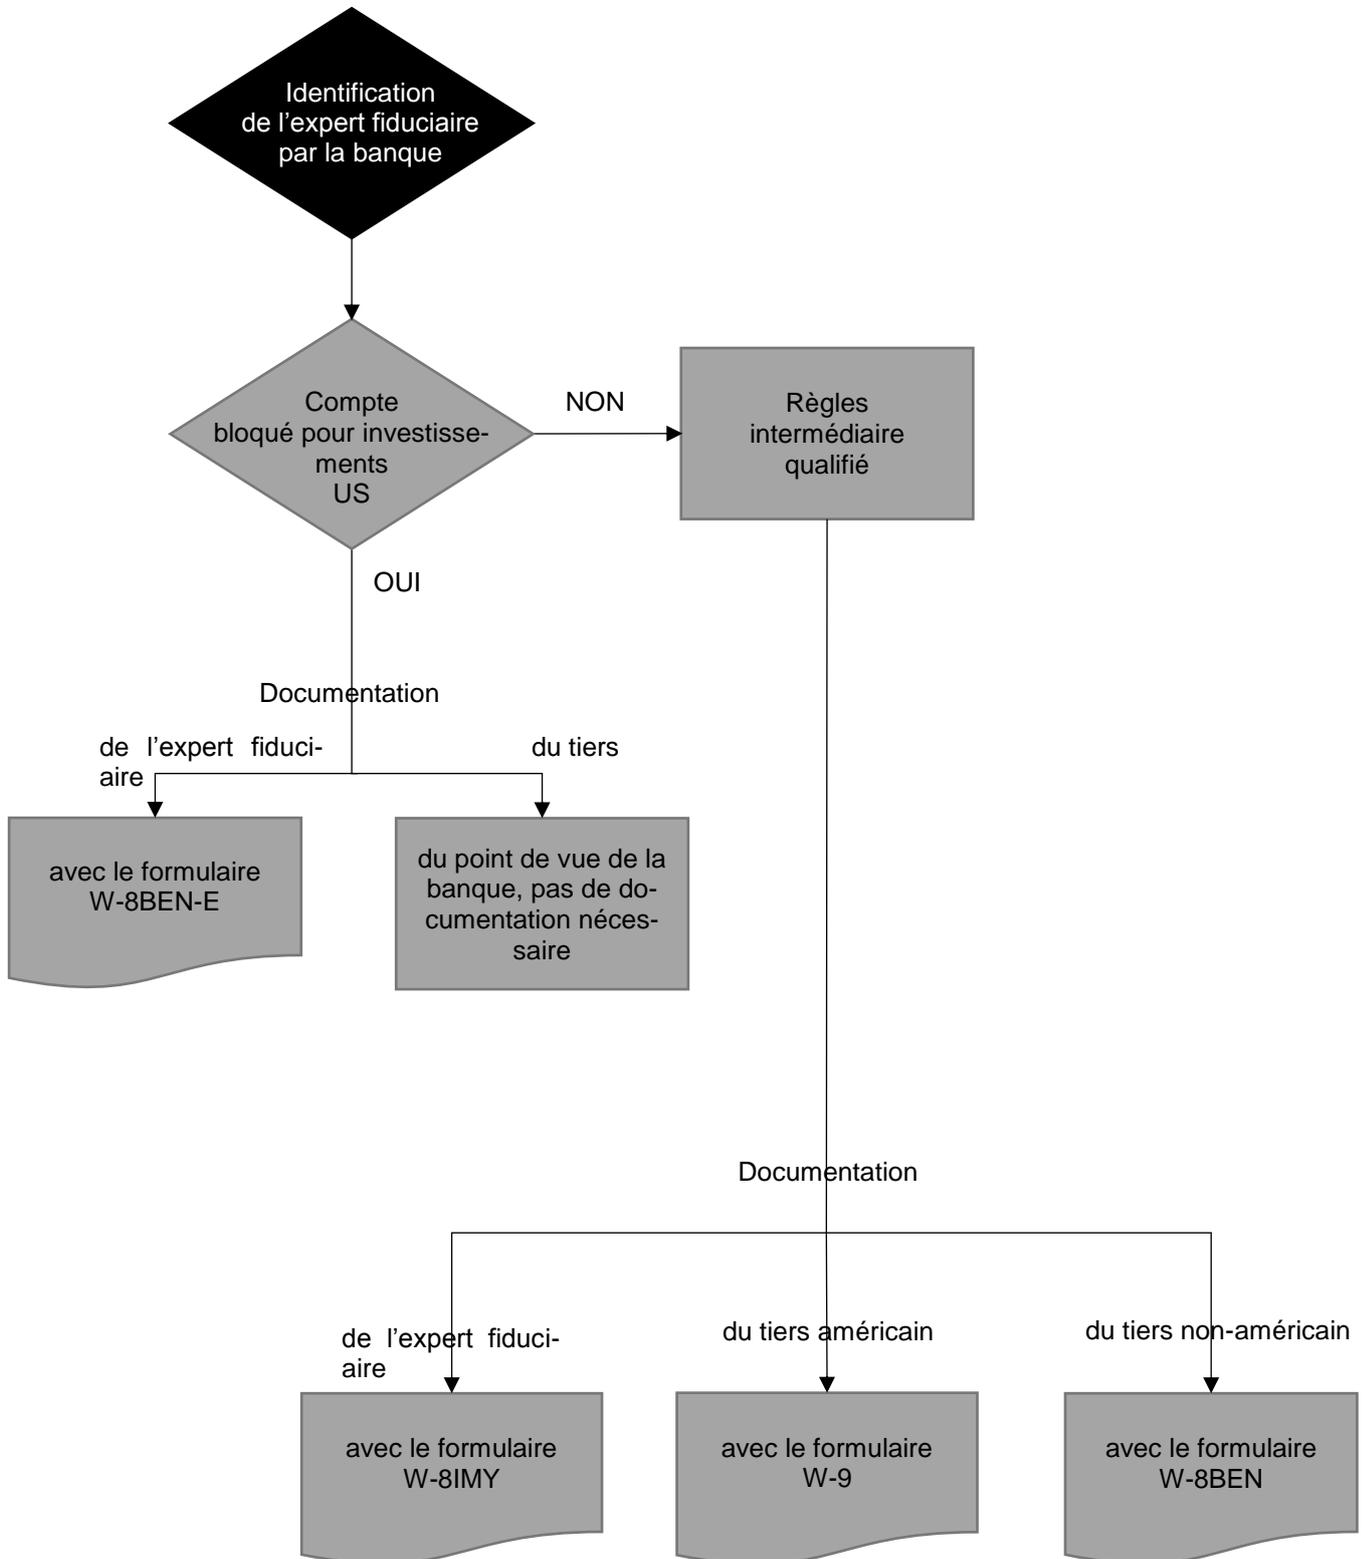 Identification
de l’expert fiduciaire
par la banque
Compte
bloqué pour investisse-
ments
US
NON
Règles
intermédiaire
qualifié
OUI
Documentation
de l’expert fiduci-
aire
du tiers
avec le formulaire
W-8BEN-E
du point de vue de la
banque, pas de do-
cumentation néces-
saire
Documentation
de l’expert fiduci-
aire
du tiers américain
du tiers non-américain
avec le formulaire
W-8IMY
avec le formulaire
W-9
avec le formulaire
W-8BEN